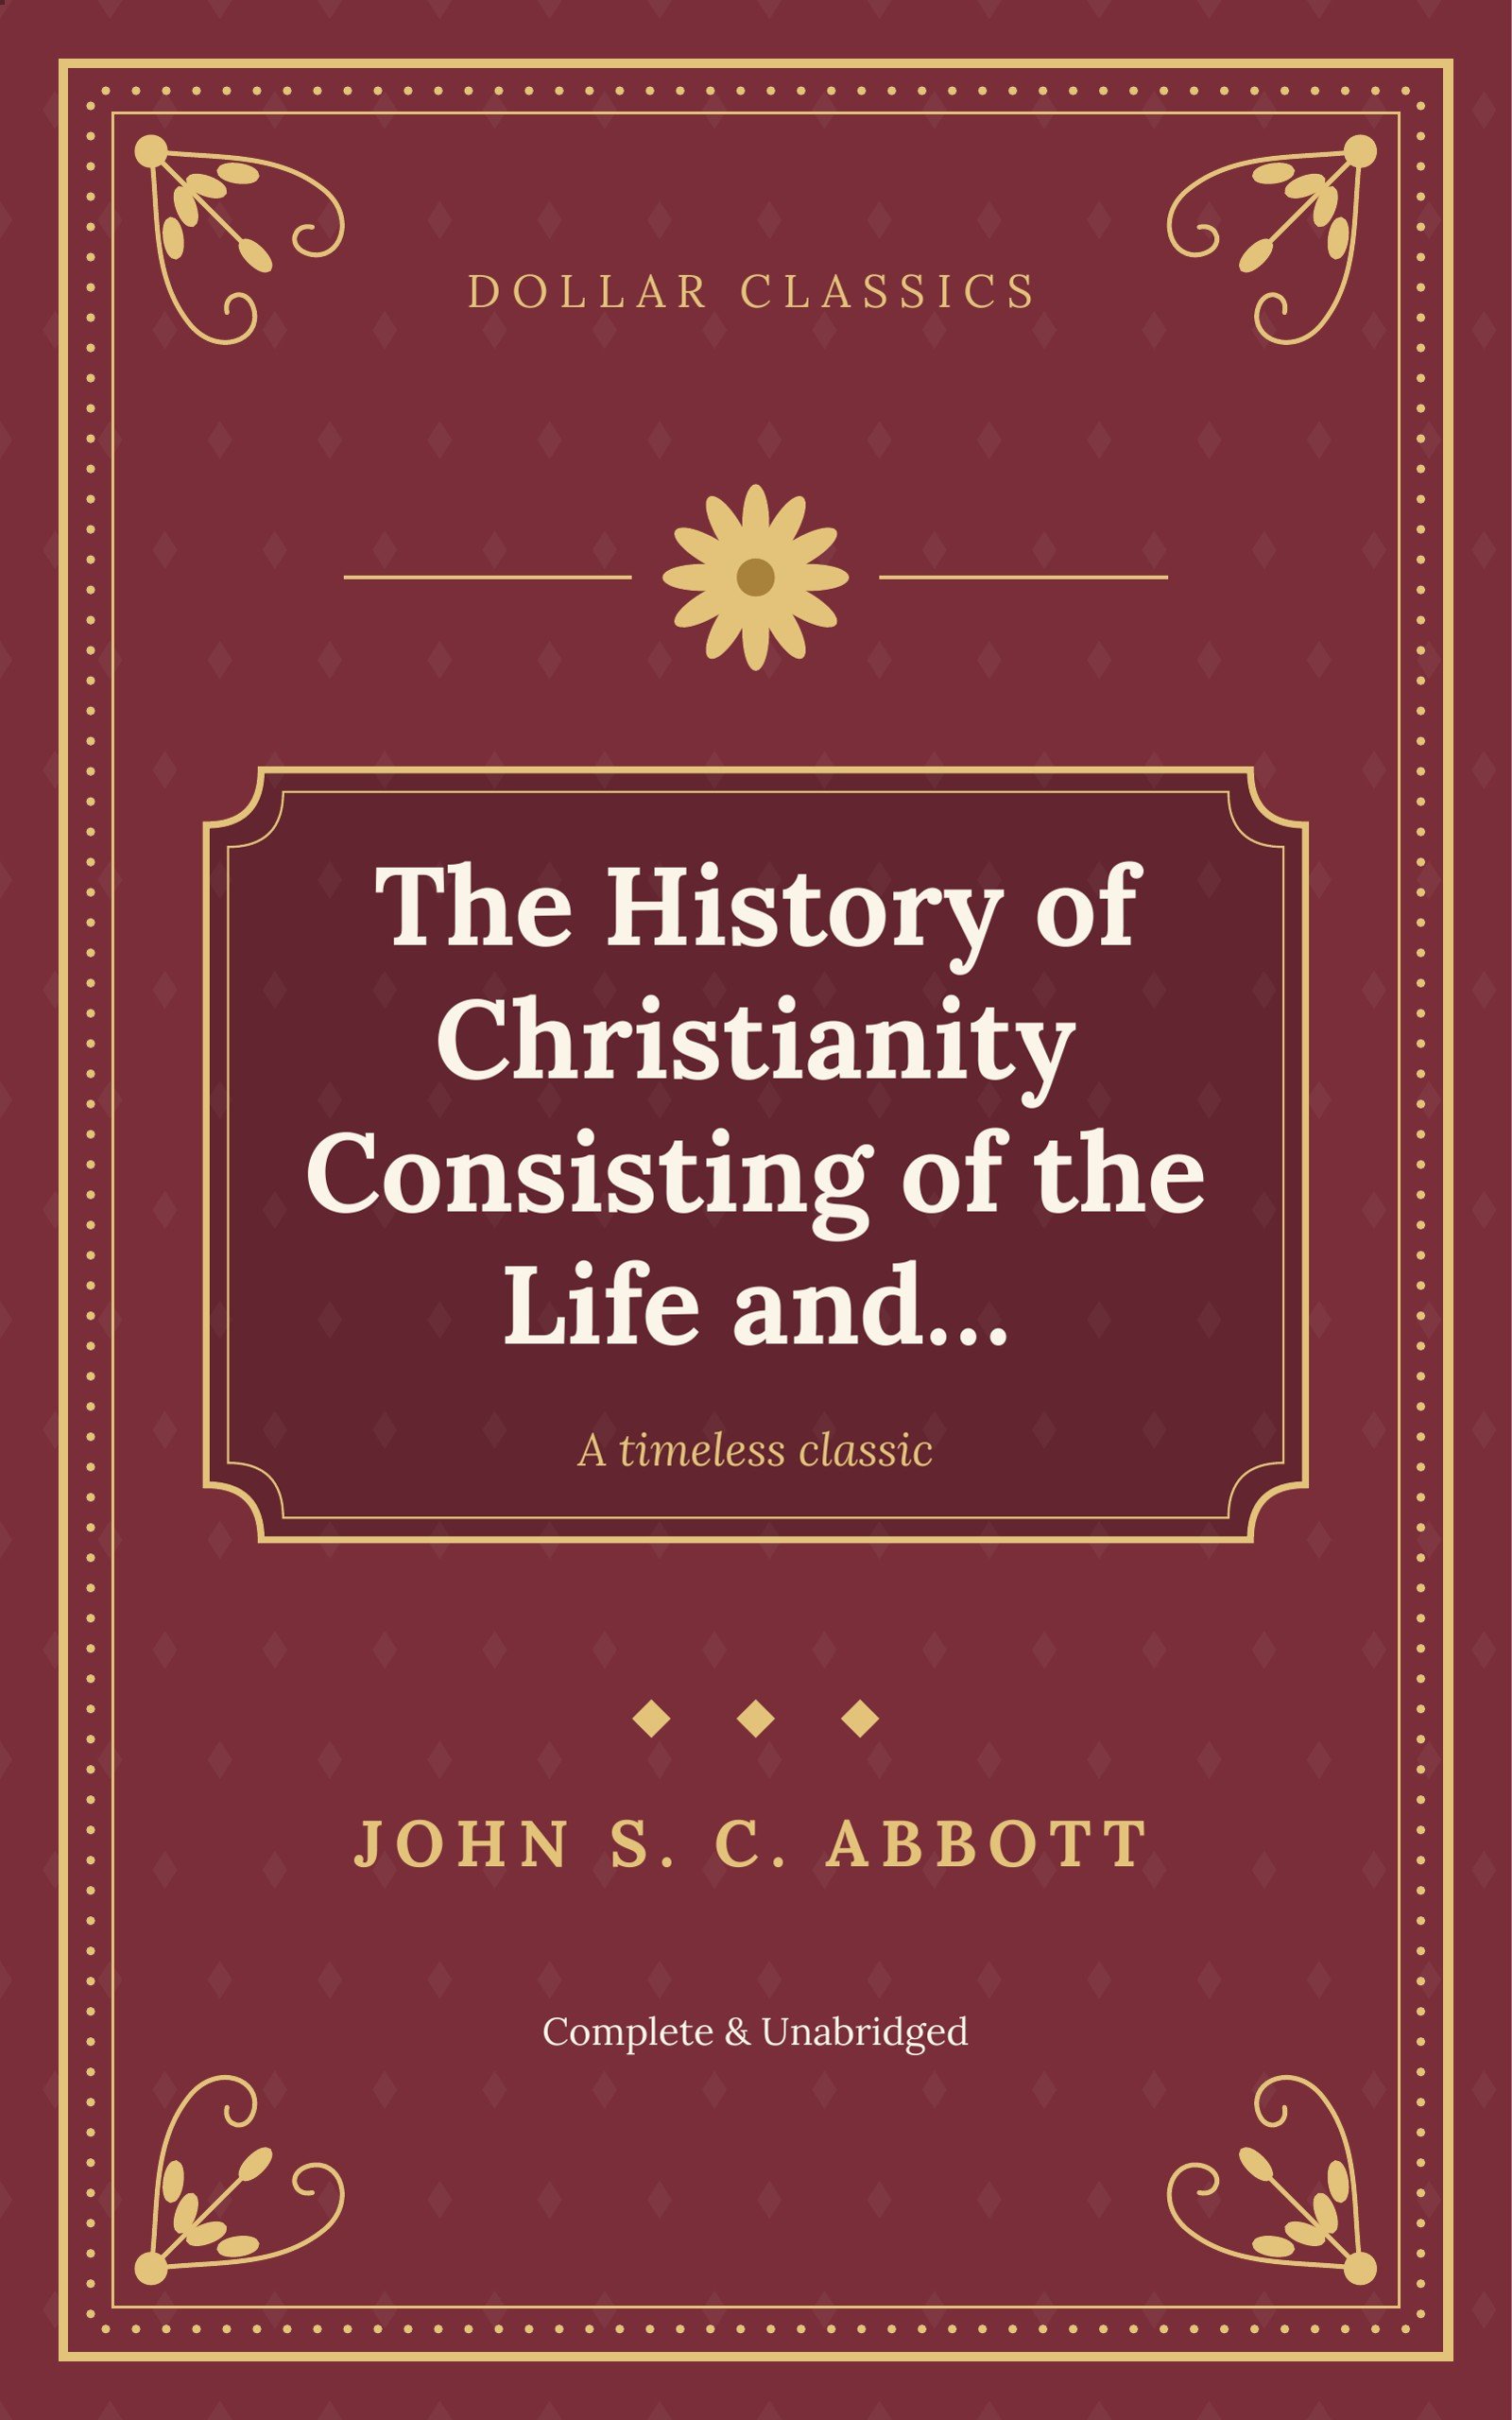 DOLLAR CLASSICS
The History of
Christianity
Consisting of the
Life and...
A timeless classic
JOHN S. C. ABBOTT
Complete & Unabridged